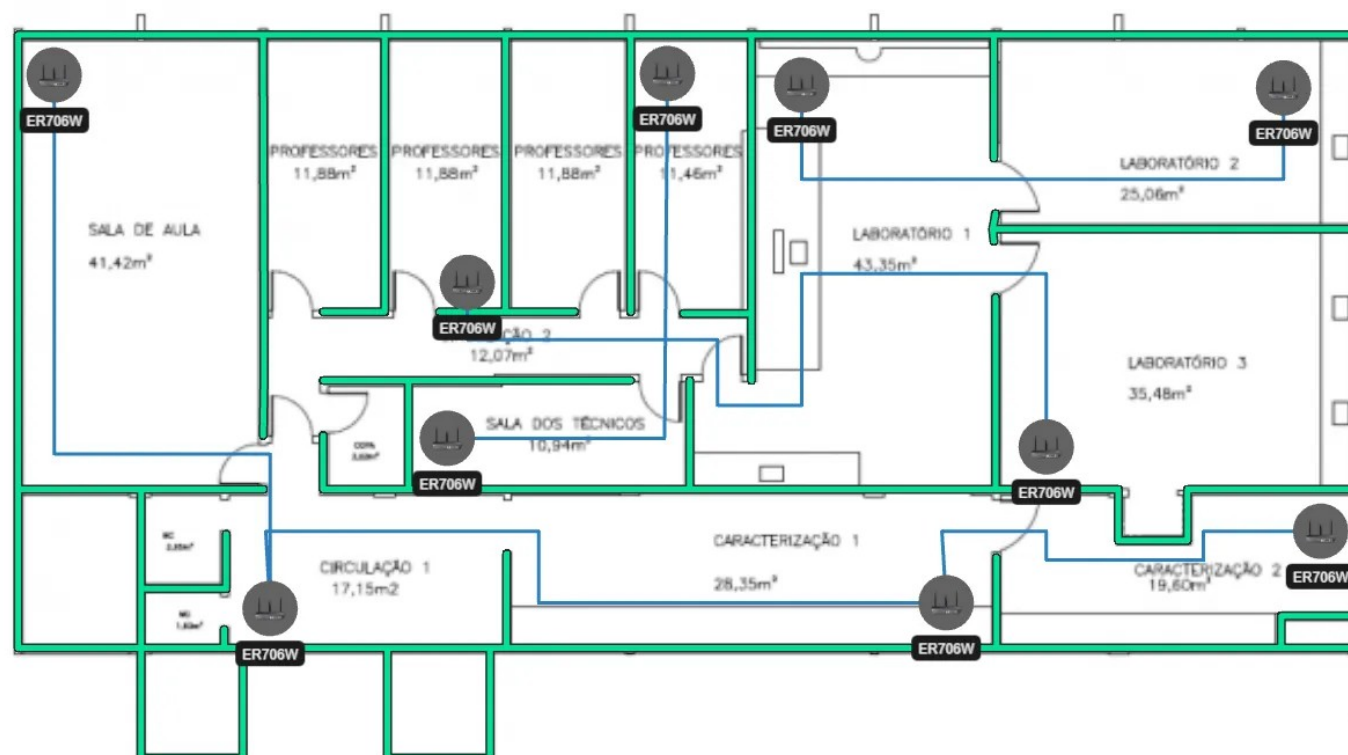 ER706W
ER706W
ER706W
ER706W
PROFESSORES
11,88m²
PROFESSORES
11,88m²
PROFESSORES
11,88m²
PROFESSORES
11,46m²
LABORATÓRIO 2
25,06m²
SALA DE AULA
41,42m²
LABORATÓRIO 1
43,35m²
ER706W
12,07m²
LABORATÓRIO 3
35,48m²
SALA DOS TÉCNICOS
10,94m²
COPA
ER706W
ER706W
CARACTERIZAÇÃO 1
28,35m²
CIRCULAÇÃO 1
17,15m2
CARACTERIZAÇÃO 2
19,60m²
ER706W
ER706W
ER706W